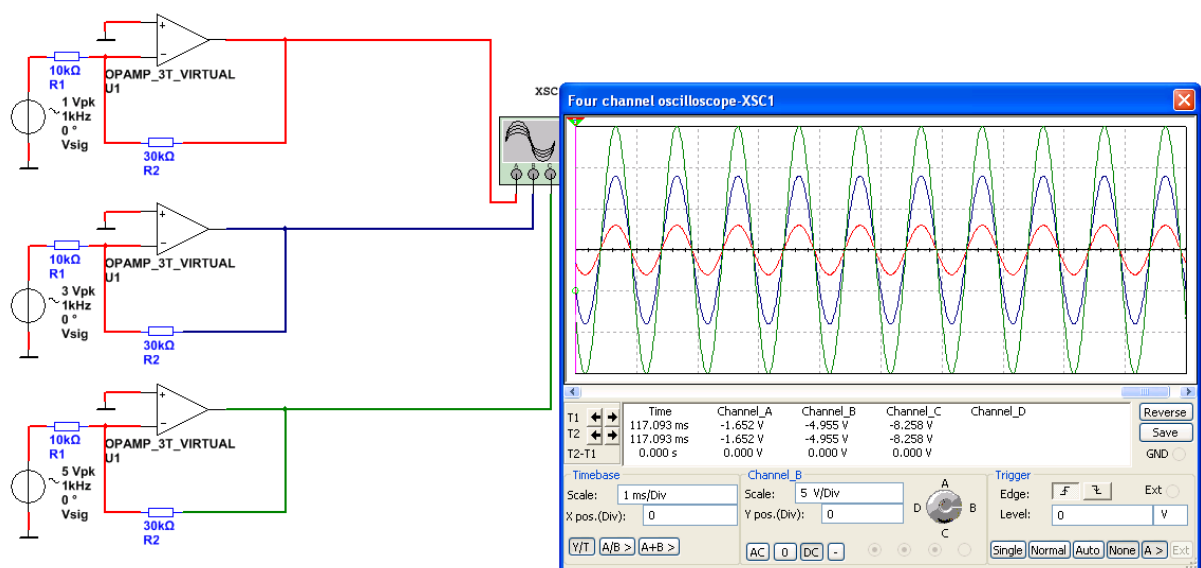 +
−
10kΩ
R1
OPAMP_3T_VIRTUAL
U1
~
1 Vpk
1kHz
0 °
Vsig
30kΩ
R2
+
−
10kΩ
R1
OPAMP_3T_VIRTUAL
U1
~
3 Vpk
1kHz
0 °
Vsig
30kΩ
R2
+
−
10kΩ
R1
OPAMP_3T_VIRTUAL
U1
~
5 Vpk
1kHz
0 °
Vsig
30kΩ
R2
XSC
A B C
Four channel oscilloscope-XSC1
Time Channel_A Channel_B Channel_C Channel_D
T1 117.093 ms -1.652 V -4.955 V -8.258 V
T2 117.093 ms -1.652 V -4.955 V -8.258 V
T2-T1 0.000 s 0.000 V 0.000 V 0.000 V
Reverse
Save
GND
Timebase
Scale: 1 ms/Div
X pos.(Div): 0
Y/T A/B > A+B >
Channel_B
Scale: 5 V/Div
Y pos.(Div): 0
AC 0 DC -
A
B
C
D
Trigger
Edge: Ext
Level: 0 V
Single Normal Auto None A > Ext